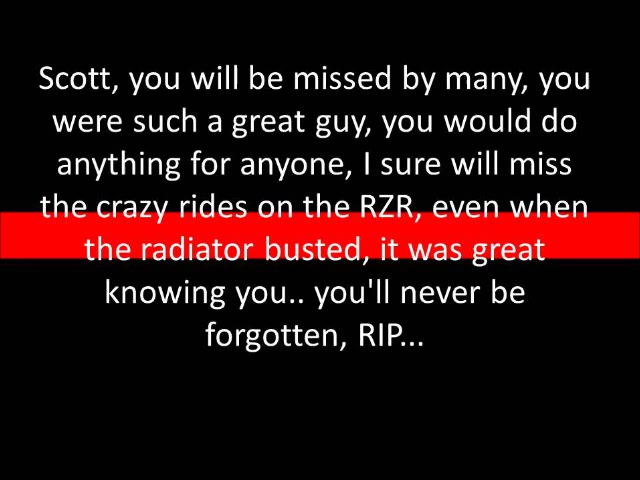 Scott, you will be missed by many, you
were such a great guy, you would do
anything for anyone, I sure will miss
the crazy rides on the RZR, even when
the radiator busted, it was great
knowing you.. you'll never be
forgotten, RIP...